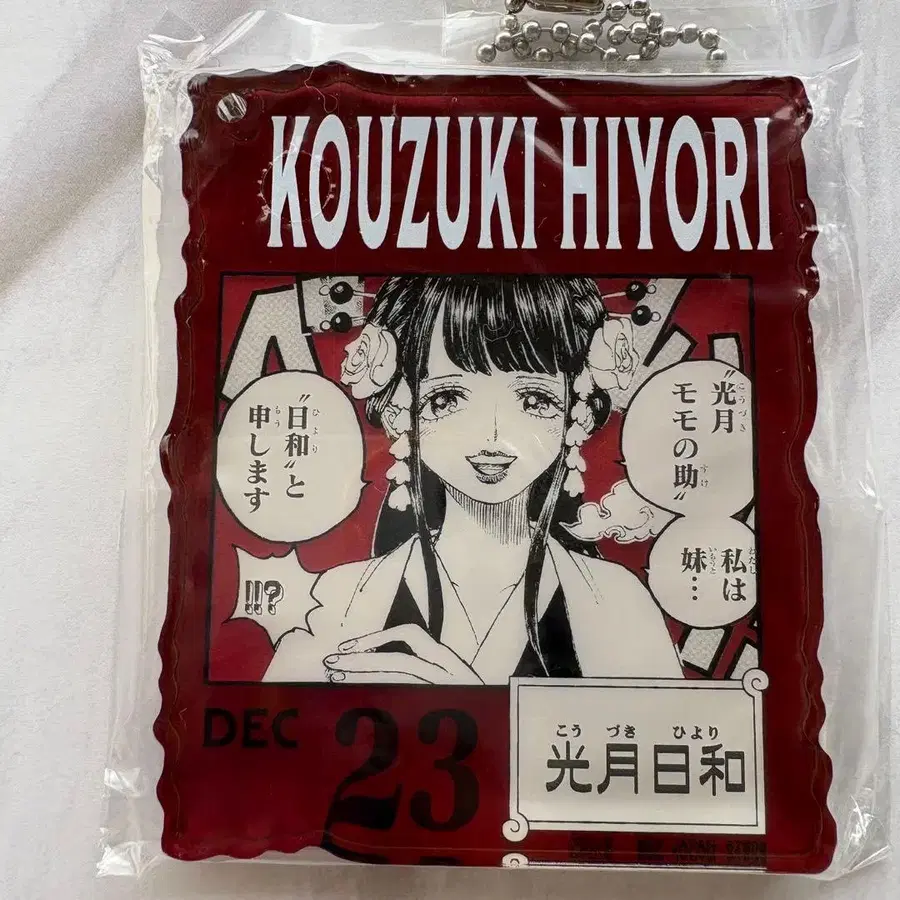 KOUZUKI HIYORI
"光月
モモの助"
私は
妹…
"日和"と
申します
!!?
DEC 23
こうづき ひより
光月日和